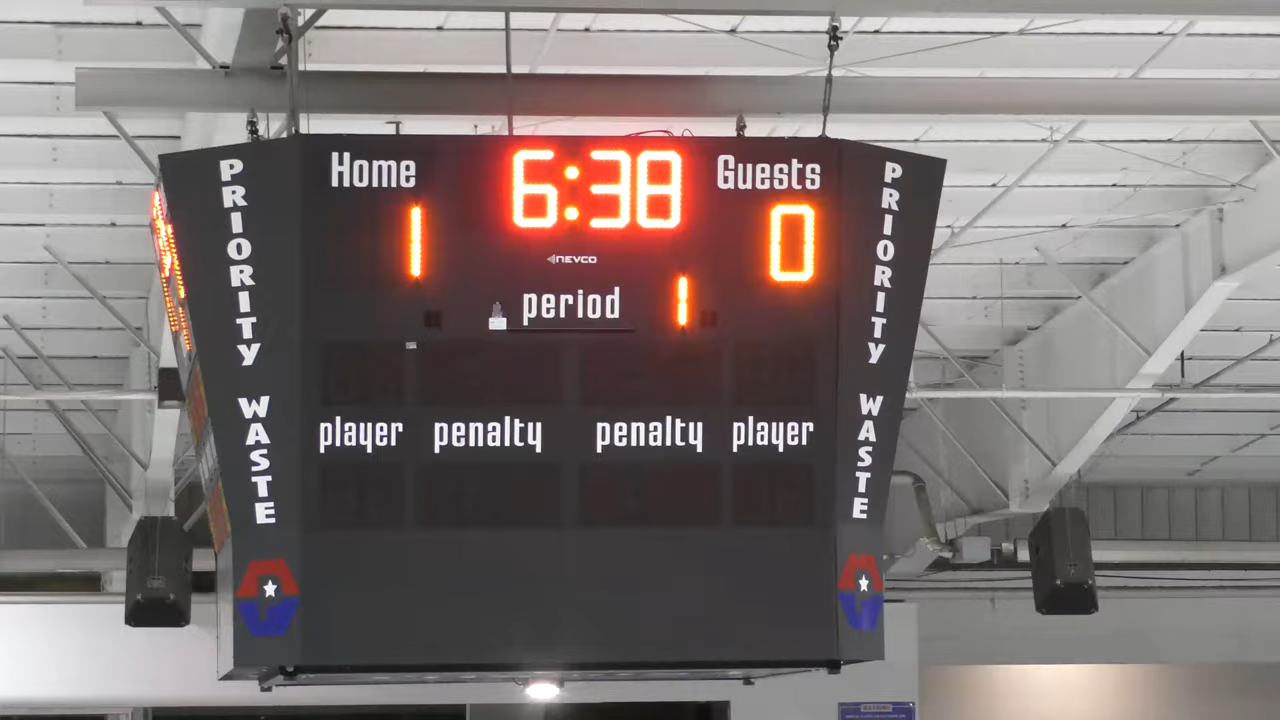 Home 6:38 Guests
1 0
NEVCO
period 1
player penalty penalty player
PRIORITY WASTE
PRIORITY WASTE
P
P